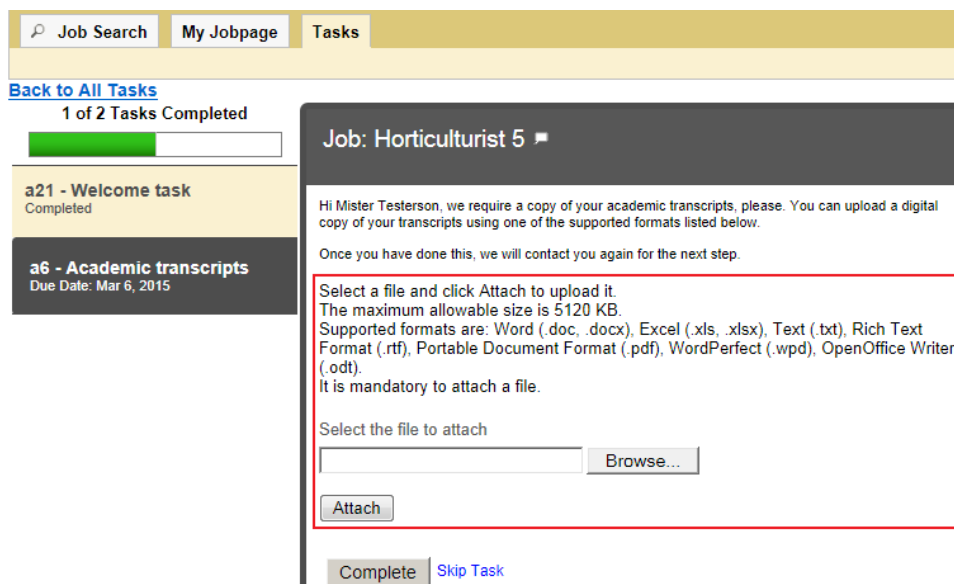 Job Search
My Jobpage
Tasks
Back to All Tasks
1 of 2 Tasks Completed
a21 - Welcome task
Completed
a6 - Academic transcripts
Due Date: Mar 6, 2015
Job: Horticulturist 5
Hi Mister Testerson, we require a copy of your academic transcripts, please. You can upload a digital
copy of your transcripts using one of the supported formats listed below.
Once you have done this, we will contact you again for the next step.
Select a file and click Attach to upload it.
The maximum allowable size is 5120 KB.
Supported formats are: Word (.doc, .docx), Excel (.xls, .xlsx), Text (.txt), Rich Text
Format (.rtf), Portable Document Format (.pdf), WordPerfect (.wpd), OpenOffice Writer
(.odt).
It is mandatory to attach a file.
Select the file to attach
Browse...
Attach
Complete
Skip Task